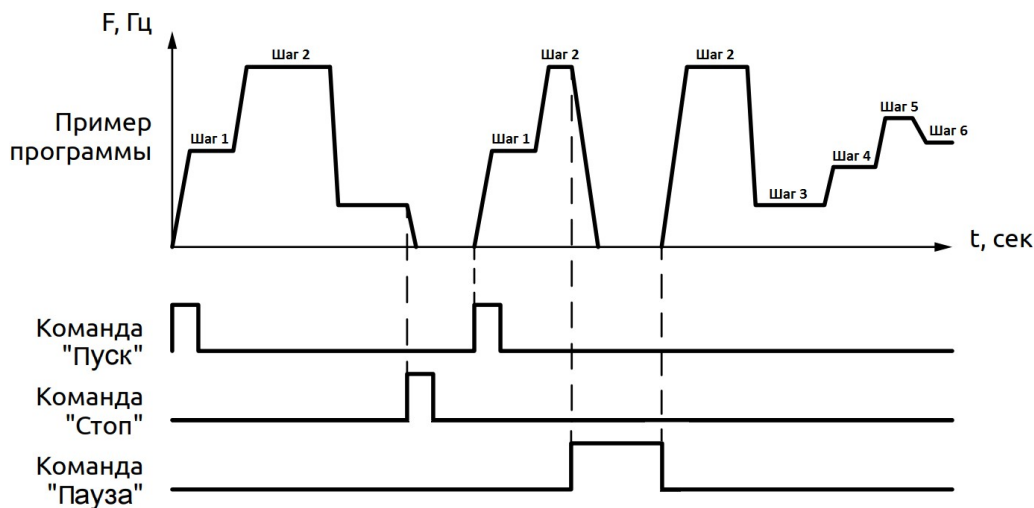 F, Гц
Пример
программы
Шаг 1
Шаг 2
Шаг 1
Шаг 2
Шаг 2
Шаг 3
Шаг 4
Шаг 5
Шаг 6
t, сек
Команда
"Пуск"
Команда
"Стоп"
Команда
"Пауза"